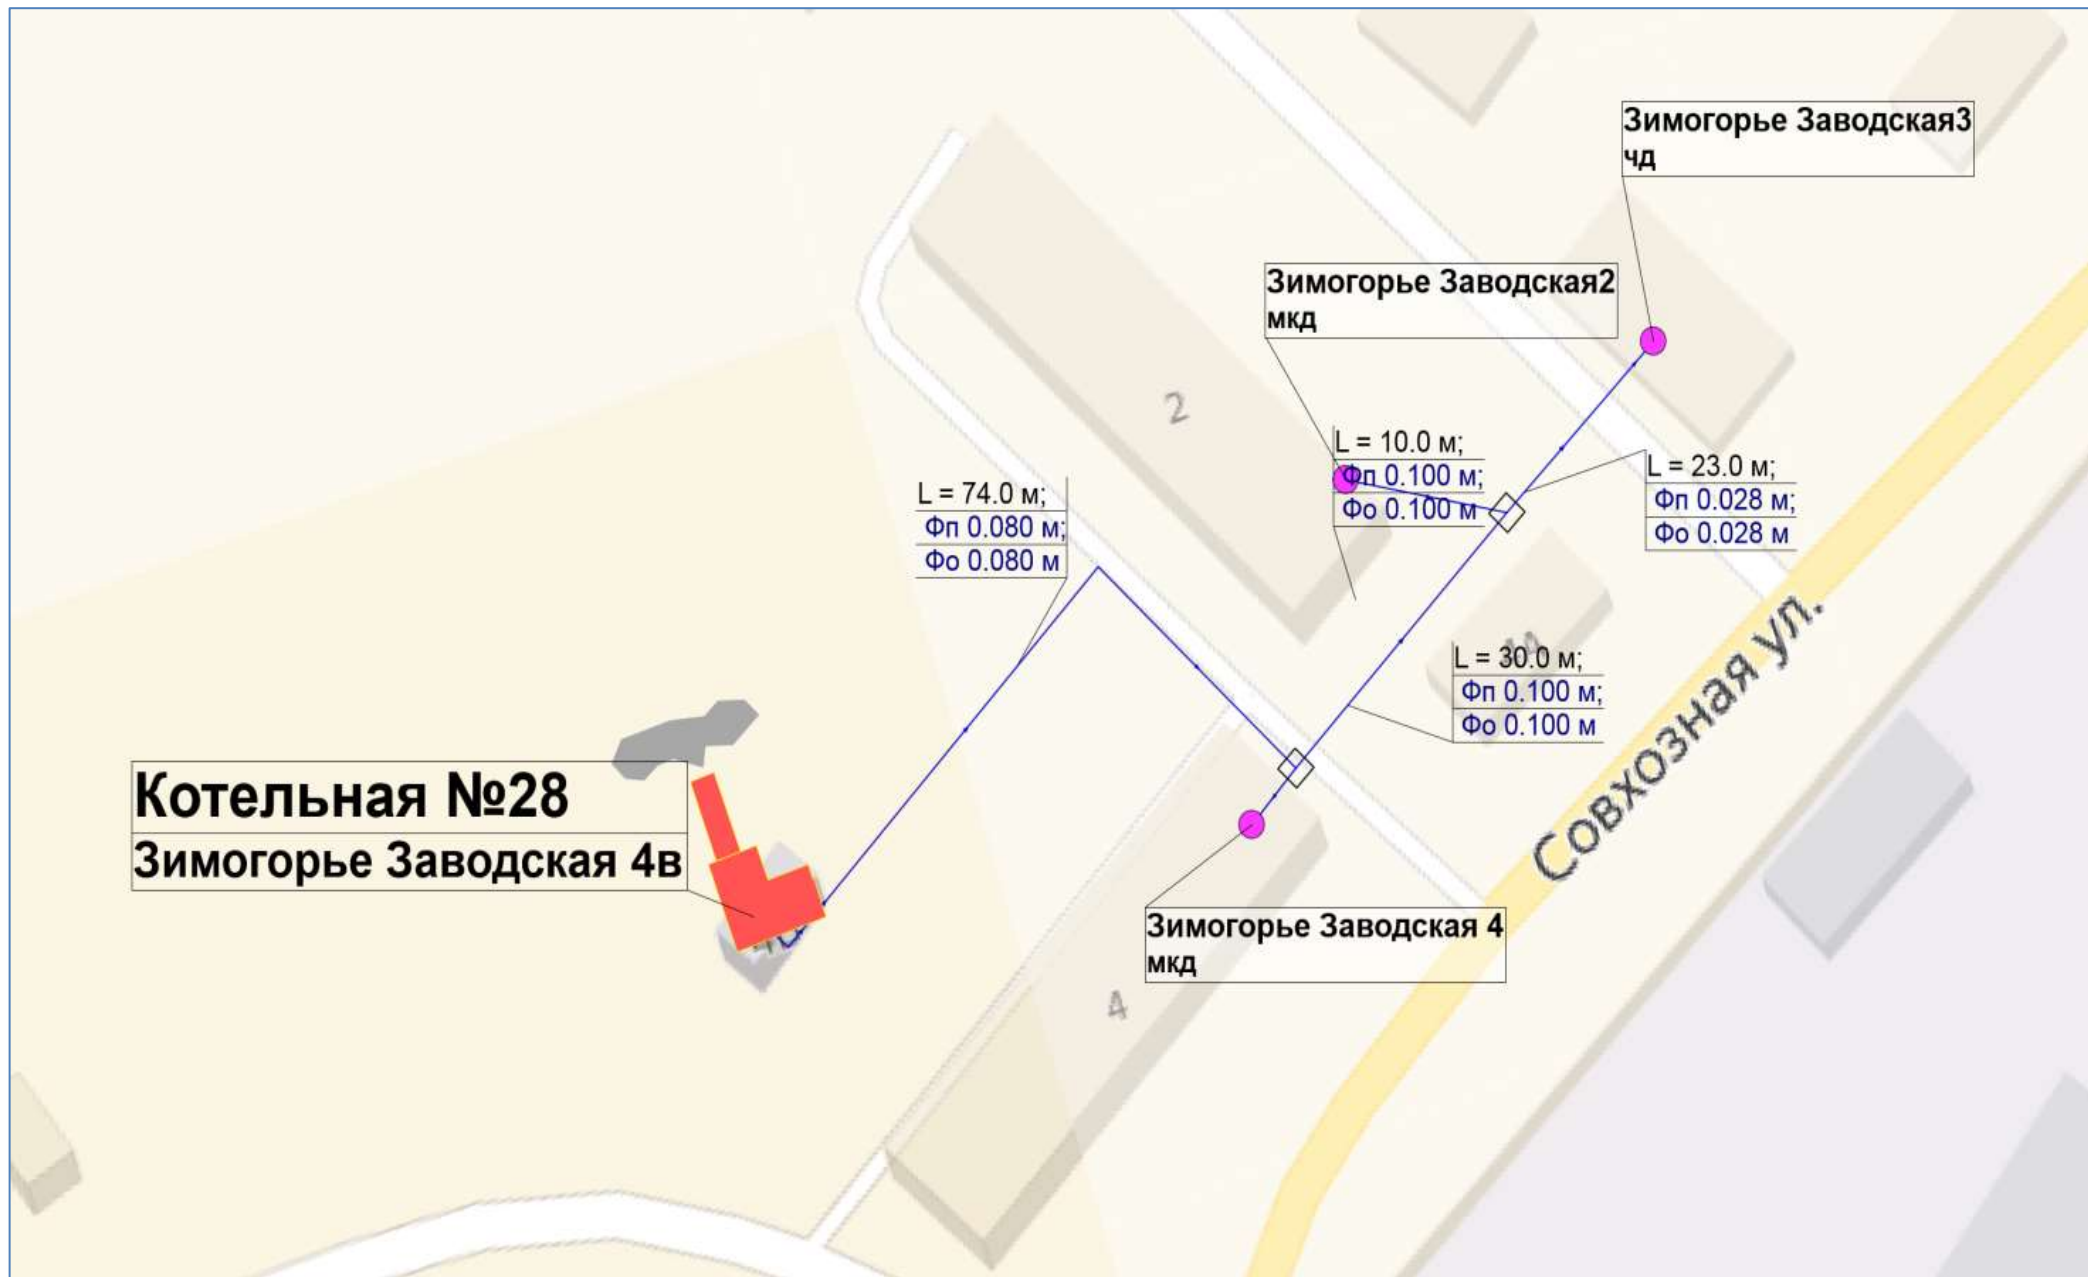 Зимогорье Заводская3
чд
Зимогорье Заводская2
мкд
2
L = 10.0 м;
Фп 0.100 м;
Фо 0.100 м
L = 23.0 м;
Фп 0.028 м;
Фо 0.028 м
L = 74.0 м;
Фп 0.080 м;
Фо 0.080 м
L = 30.0 м;
Фп 0.100 м;
Фо 0.100 м
Совхозная ул.
Котельная №28
Зимогорье Заводская 4в
Зимогорье Заводская 4
мкд
4